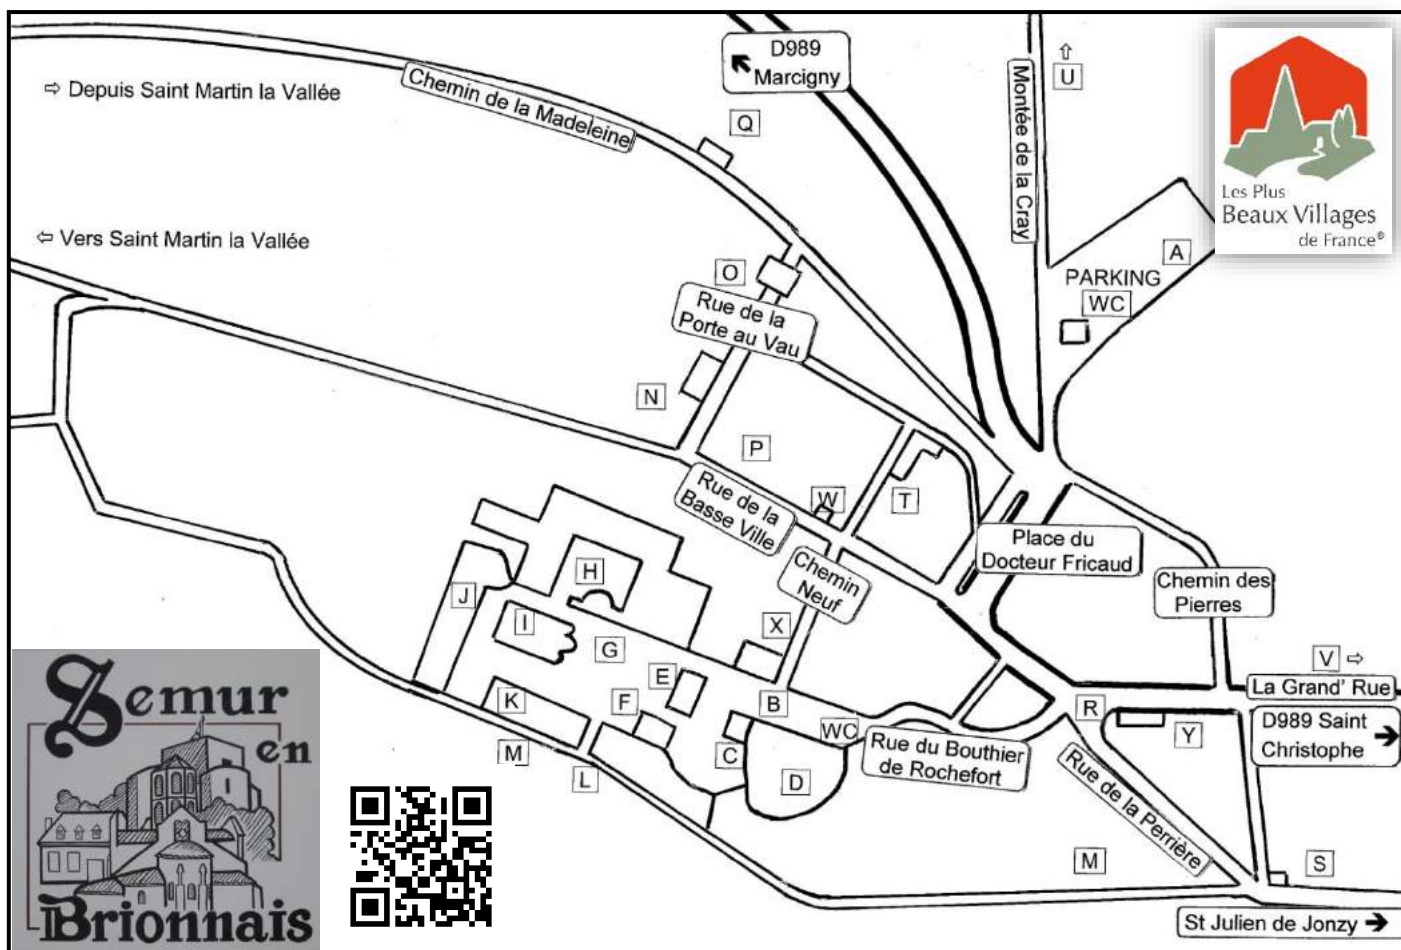 D989
Marcigny
⇨ Depuis Saint Martin la Vallée
Chemin de la Madeleine
Montée de la Cray
U
Q
Les Plus
Beaux Villages
de France®
⇦ Vers Saint Martin la Vallée
A
PARKING
WC
O
Rue de la
Porte au Vau
N
P
Rue de la
Basse Ville
W
T
Place du
Docteur Fricaud
Chemin
Neuf
Chemin des
Pierres
H
J
I
G
X
E
K
F
B
WC
M
L
C
D
Rue du Bouthier
de Rochefort
R
V ⇨
La Grand' Rue
D989 Saint
Christophe
Y
Rue de la Perrière
M
S
St Julien de Jonzy
Semur
en
Brionnais